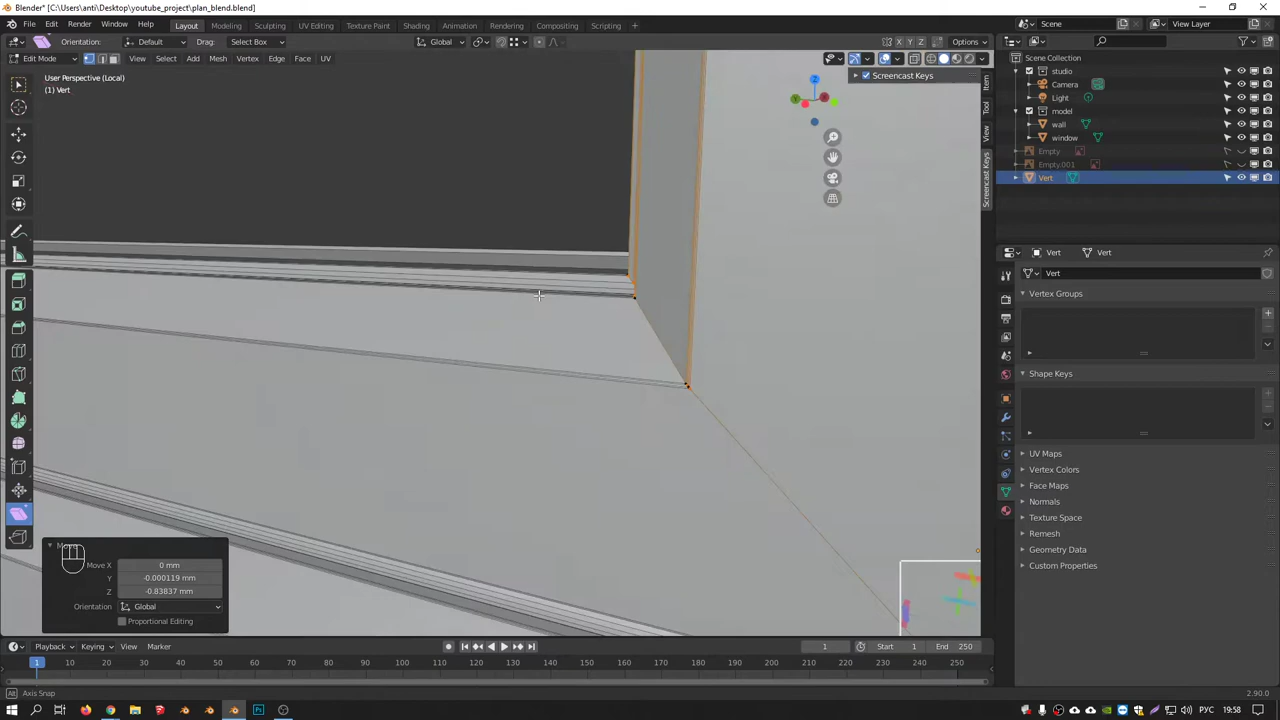 Blender* [C:\Users\anti\Desktop\youtube_project\plan_blend.blend]
File Edit Render Window Help Layout Modeling Sculpting UV Editing Texture Paint Shading Animation Rendering Compositing Scripting + Scene View Layer
Orientation: Default Drag: Select Box Global X Y Z Options
Edit Mode View Select Add Mesh Vertex Edge Face UV
User Perspective (Local)
(1) Vert
Screencast Keys
Item
Tool
View
Screencast Keys
Z
Y
X
Scene Collection
studio
Camera
Light
model
wall
window
Empty
Empty.001
Vert
Vert Vert
Vert
Vertex Groups
Shape Keys
UV Maps
Vertex Colors
Face Maps
Normals
Texture Space
Remesh
Geometry Data
Custom Properties
Move X 0 mm
Y -0.000119 mm
Z -0.83837 mm
Orientation Global
Proportional Editing
Playback Keying View Marker 1 Start 1 End 250
1 10 20 30 40 50 60 70 80 90 100 110 120 130 140 150 160 170 180 190 200 210 220 230 240 250
Alt Axis Snap 2.90.0
РУС 19:58